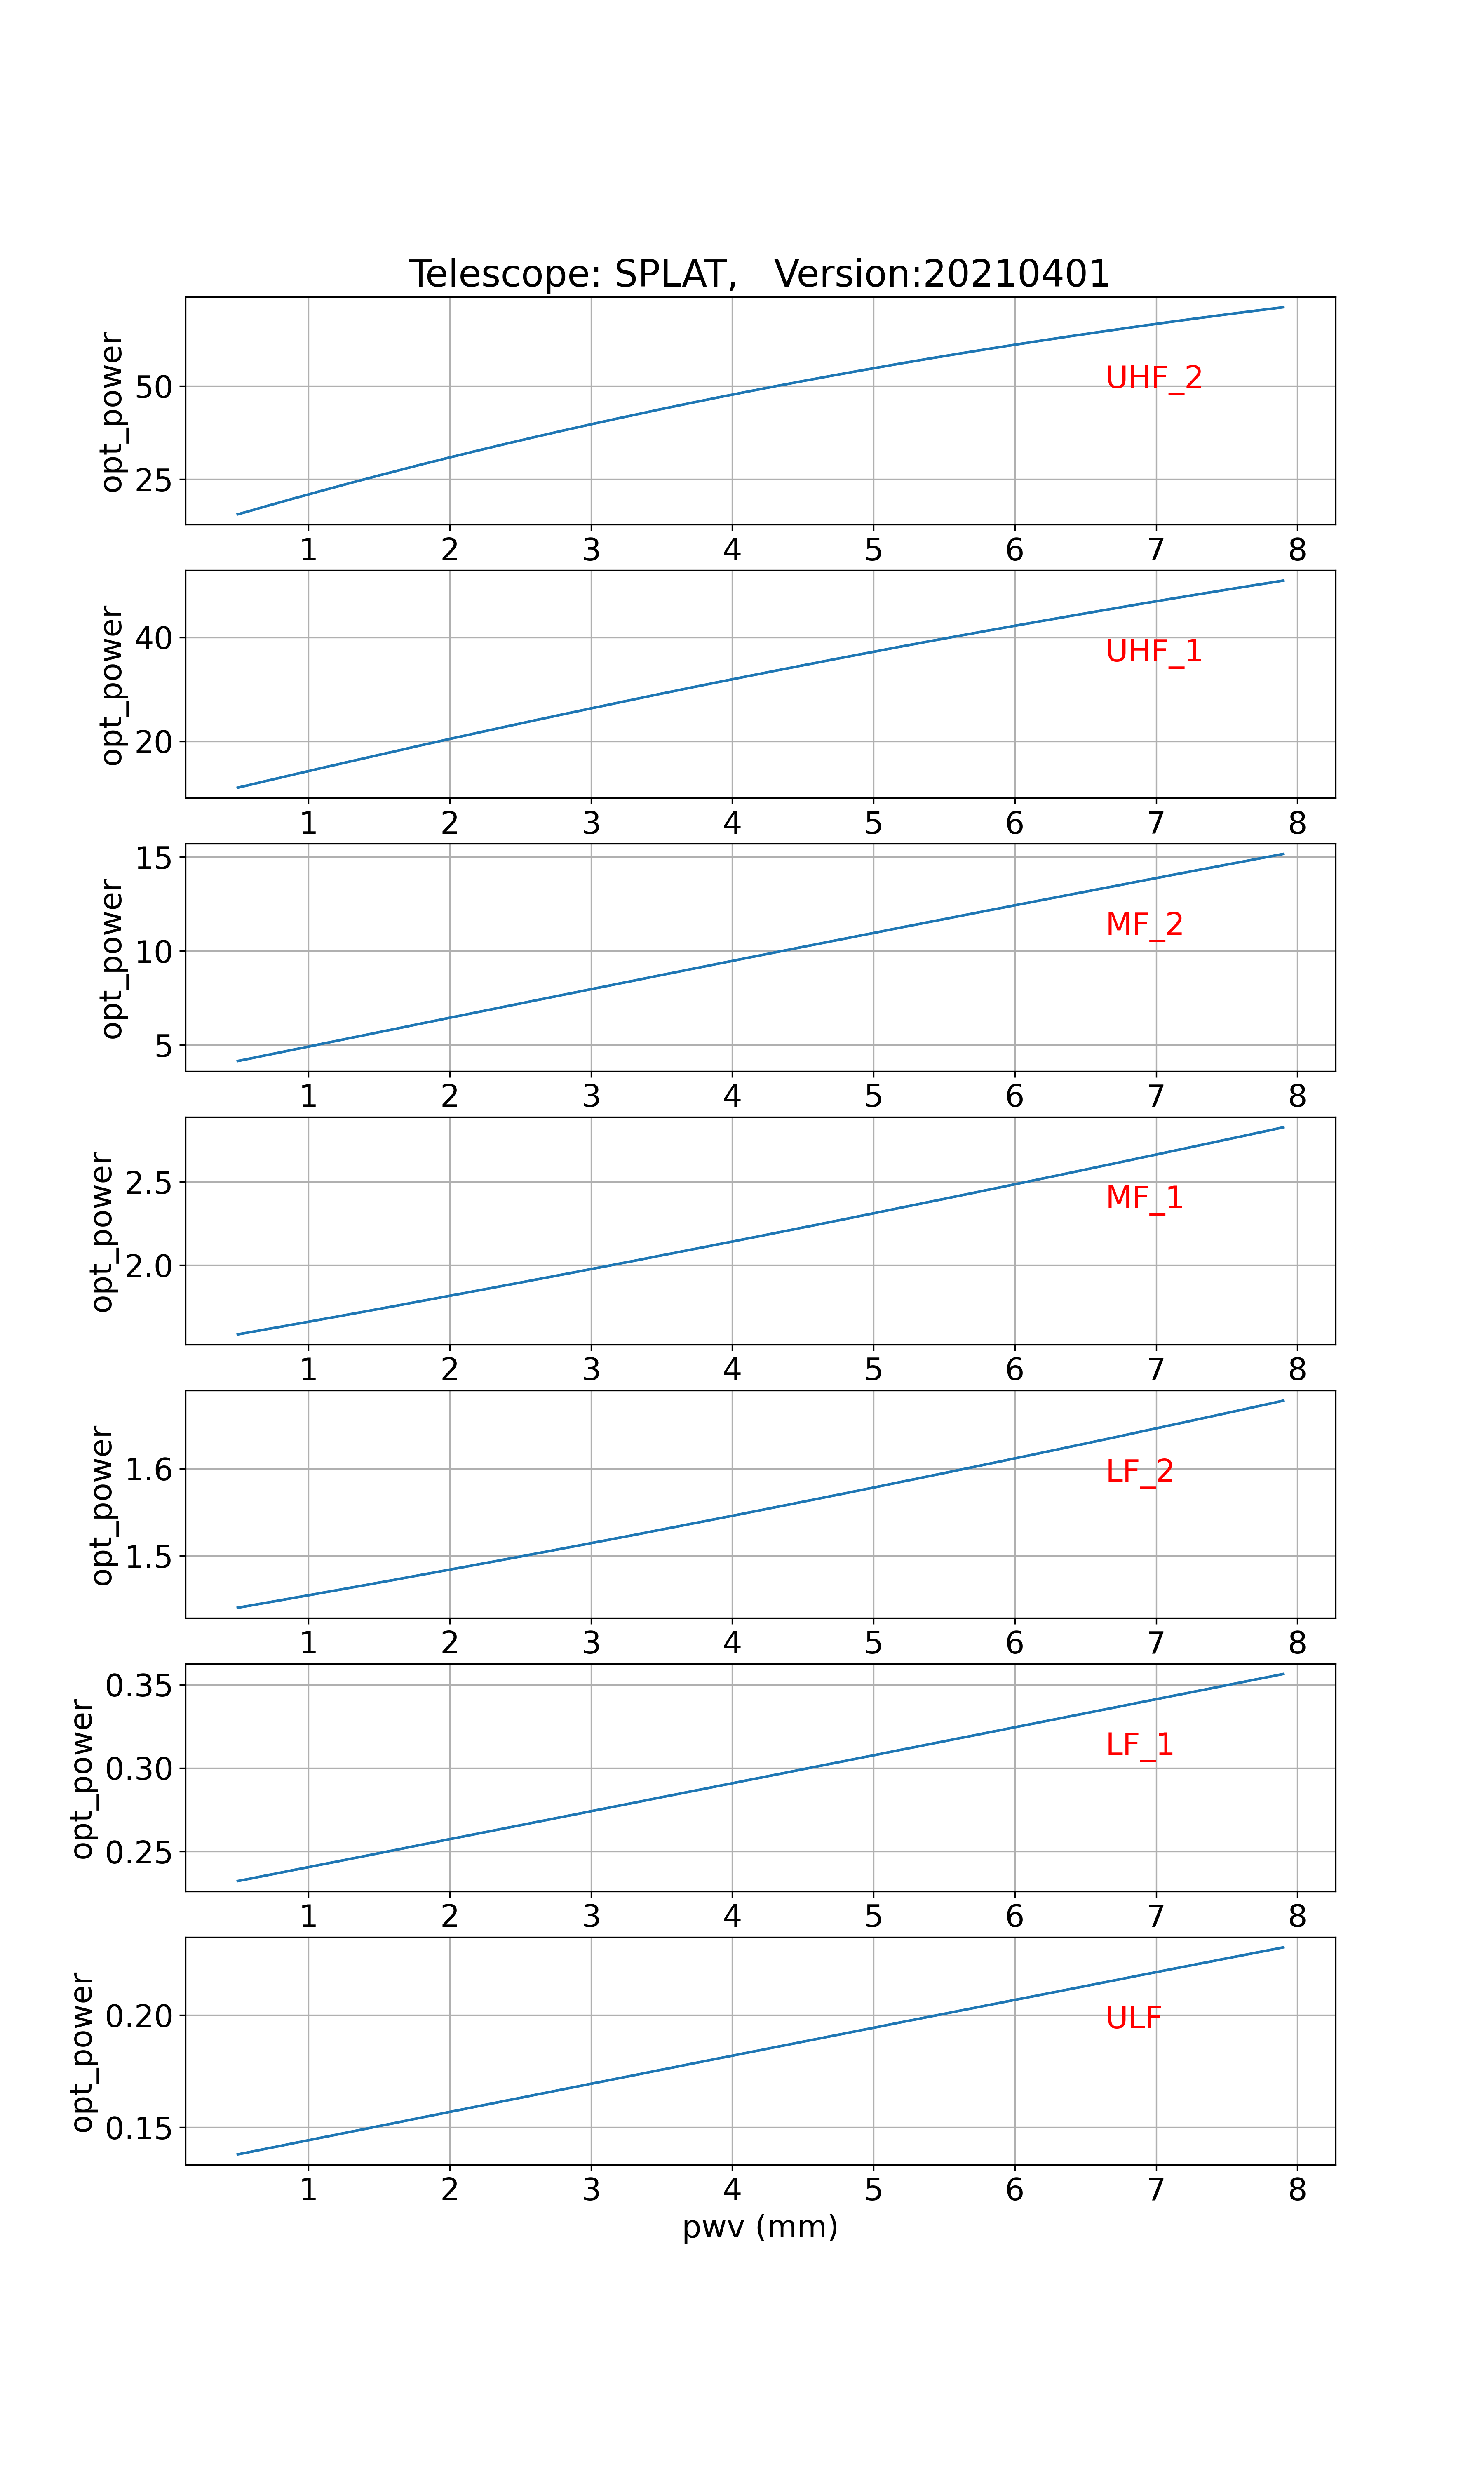 Telescope: SPLAT,   Version:20210401
opt_power
50
25
UHF_2
1 2 3 4 5 6 7 8
opt_power
40
20
UHF_1
1 2 3 4 5 6 7 8
opt_power
15
10
5
MF_2
1 2 3 4 5 6 7 8
opt_power
2.5
2.0
MF_1
1 2 3 4 5 6 7 8
opt_power
1.6
1.5
LF_2
1 2 3 4 5 6 7 8
opt_power
0.35
0.30
0.25
LF_1
1 2 3 4 5 6 7 8
opt_power
0.20
0.15
ULF
1 2 3 4 5 6 7 8
pwv (mm)